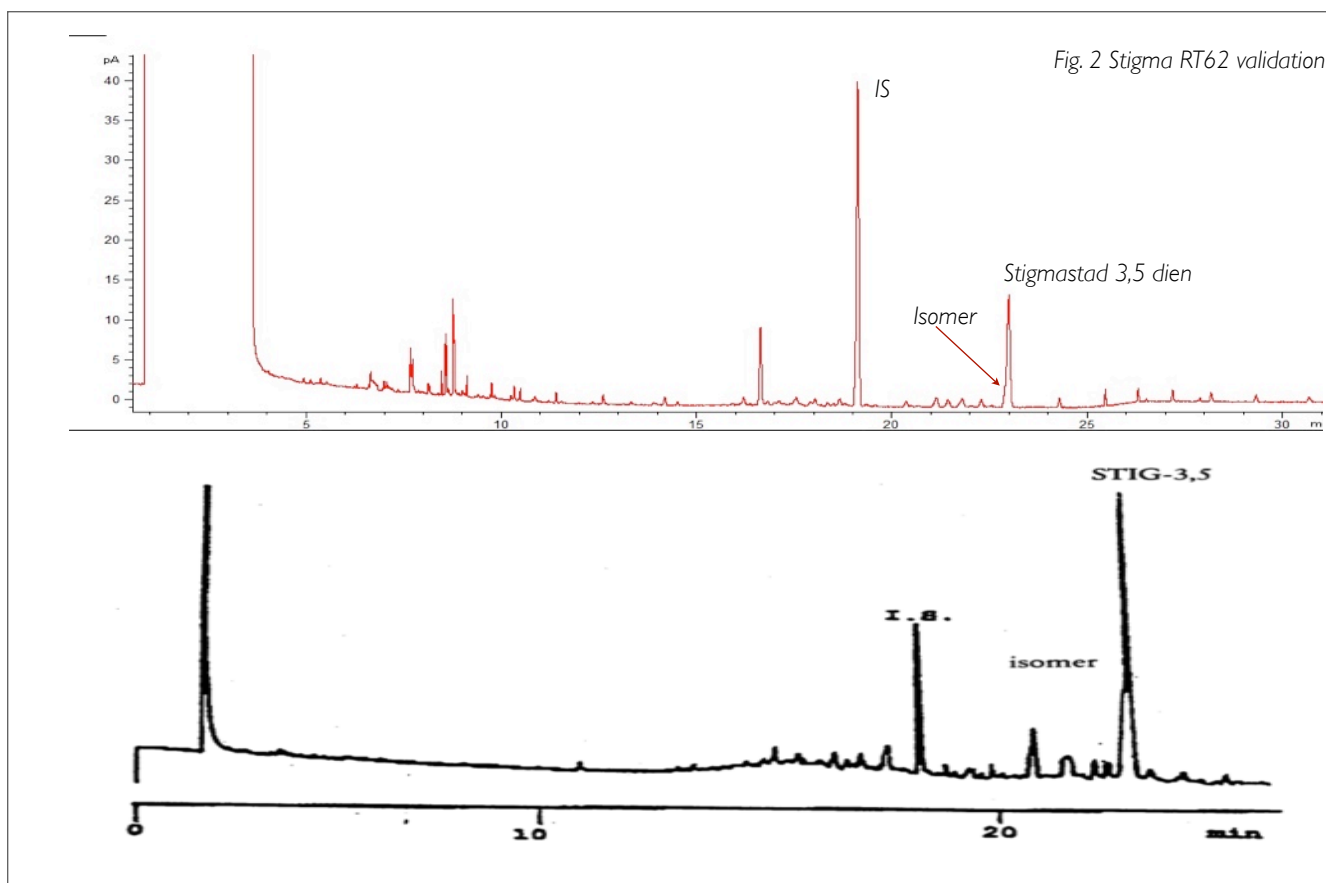 Fig. 2 Stigma RT62 validation
pA
IS
40
35
30
25
20
Stigmastad 3,5 dien
15
Isomer
10
5
0
5 10 15 20 25 30 m
STIG-3,5
I.S.
isomer
0 10 20 min